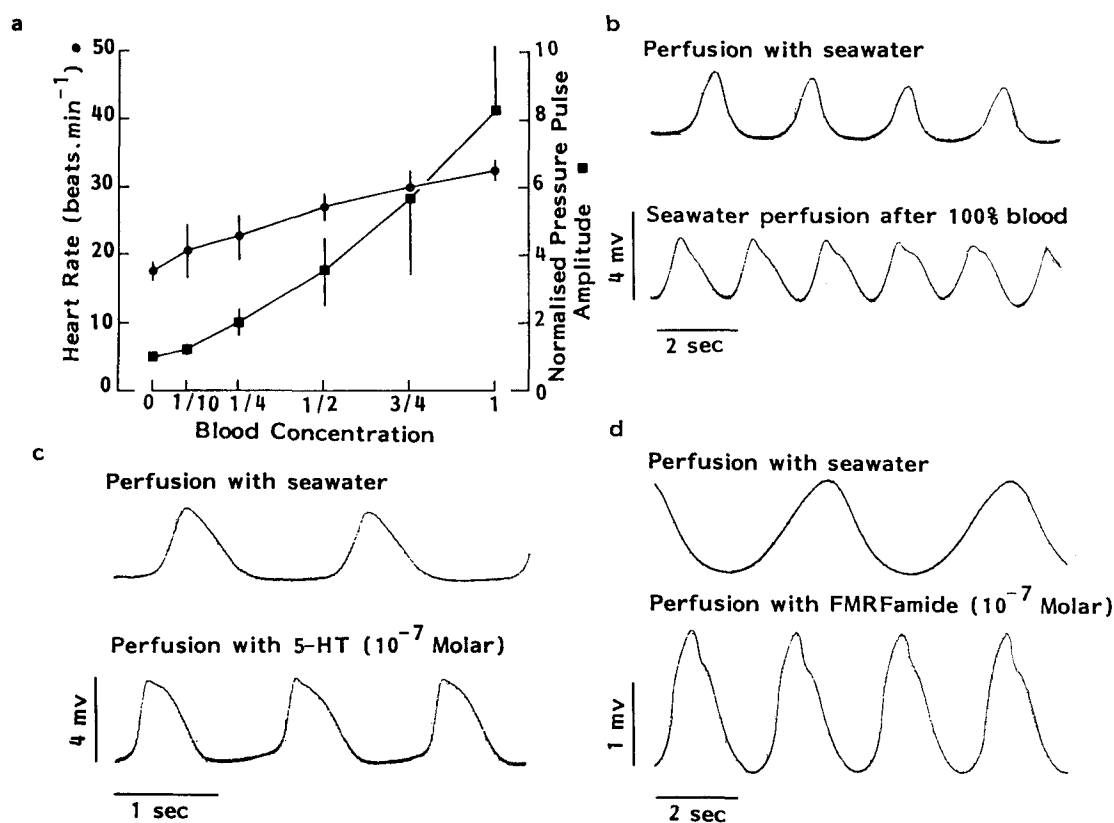 a
Heart Rate (beats.min⁻¹) ●
50
40
30
20
10
0
10
8
6
4
2
0
Normalised Pressure Pulse
Amplitude ■
0 1/10 1/4 1/2 3/4 1
Blood Concentration
b
Perfusion with seawater
Seawater perfusion after 100% blood
4 mv
2 sec
c
Perfusion with seawater
Perfusion with 5-HT (10⁻⁷ Molar)
4 mv
1 sec
d
Perfusion with seawater
Perfusion with FMRFamide (10⁻⁷ Molar)
1 mv
2 sec